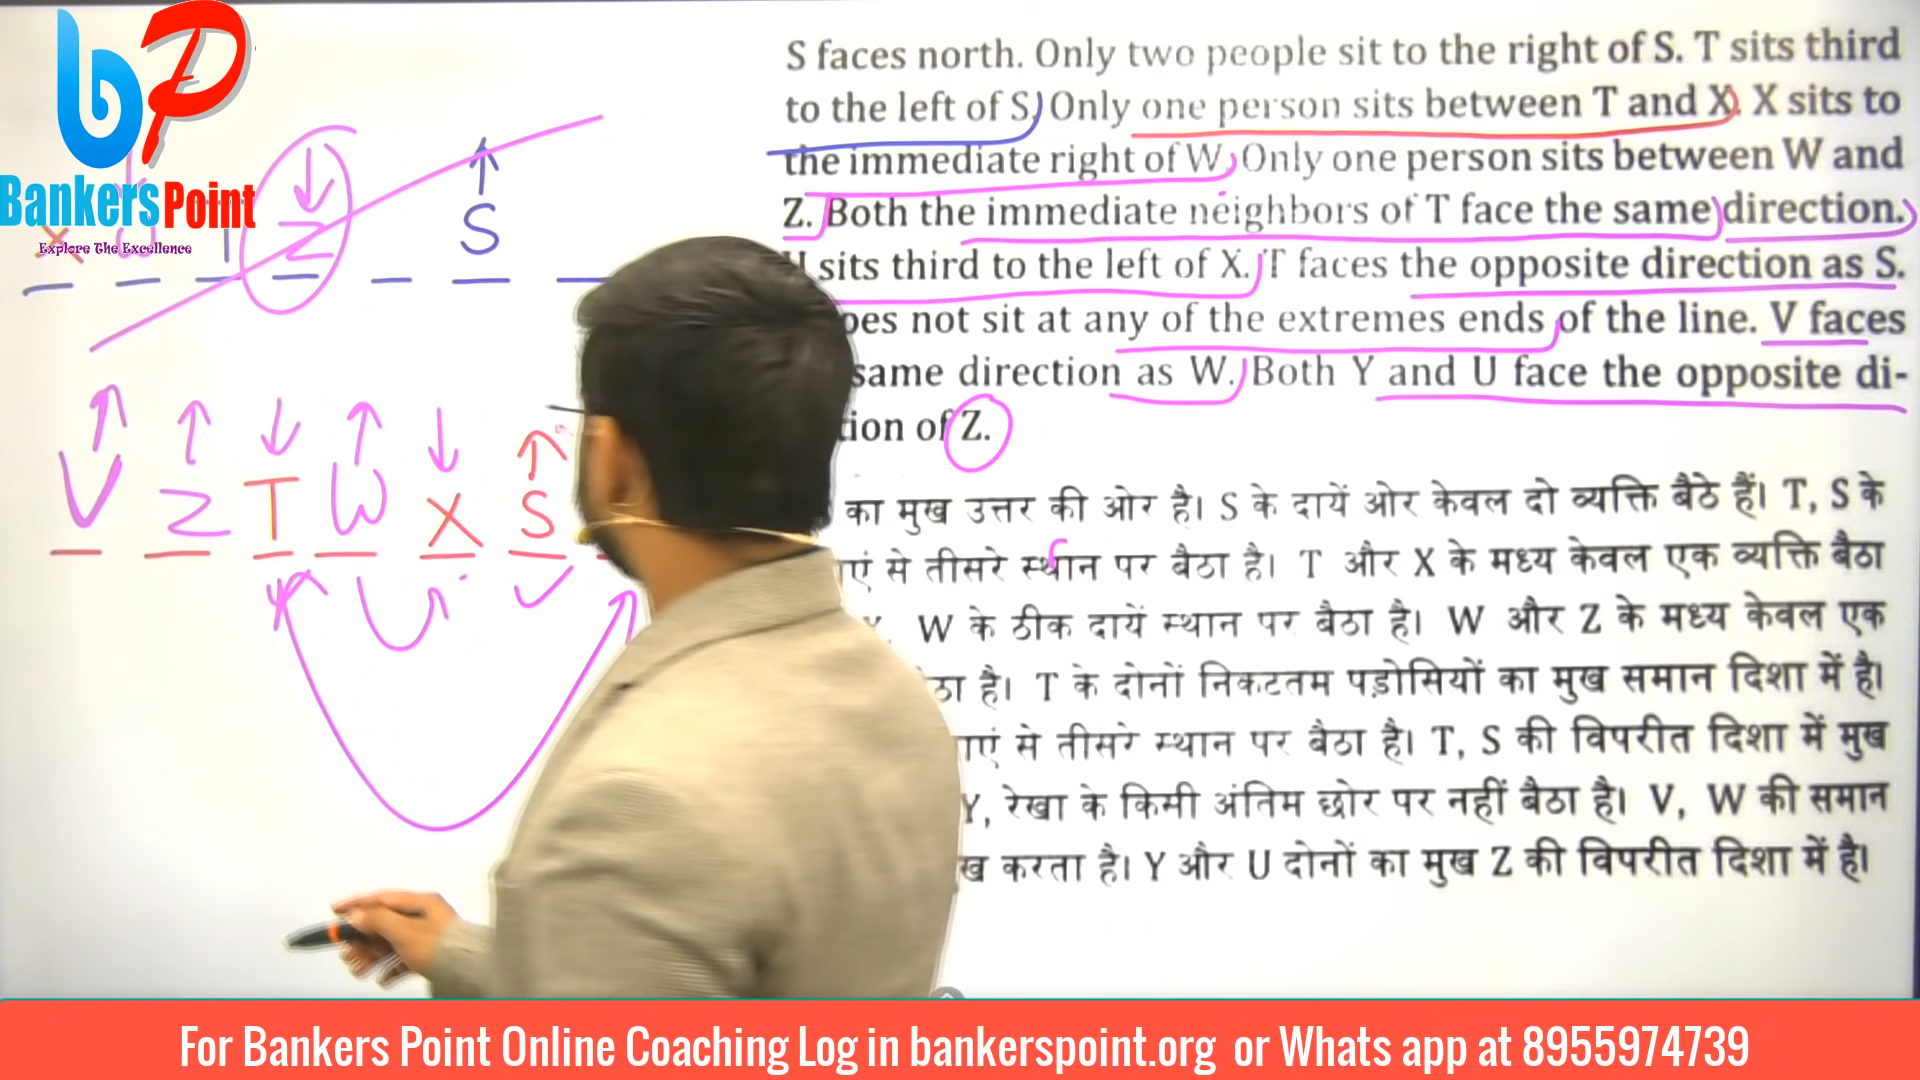 bp
Bankers Point
Explore The Excellence
S faces north. Only two people sit to the right of S. T sits third
to the left of S. Only one person sits between T and X. X sits to
the immediate right of W. Only one person sits between W and
Z. Both the immediate neighbors of T face the same direction.
sits third to the left of X. T faces the opposite direction as S.
not sit at any of the extremes ends of the line. V faces
same direction as W. Both Y and U face the opposite di-
of Z.
का मुख उत्तर की ओर है। S के दायें ओर केवल दो व्यक्ति बैठे हैं। T, S के
से तीसरे स्थान पर बैठा है। T और X के मध्य केवल एक व्यक्ति बैठा
W के ठीक दायें स्थान पर बैठा है। W और Z के मध्य केवल एक
है। T के दोनों निकटतम पड़ोसियों का मुख समान दिशा में है।
से तीसरे स्थान पर बैठा है। T, S की विपरीत दिशा में मुख
Y, रेखा के किसी अंतिम छोर पर नहीं बैठा है। V, W की समान
करता है। Y और U दोनों का मुख Z की विपरीत दिशा में है।
Z S
V Z T W X S
For Bankers Point Online Coaching Log in bankerspoint.org or Whats app at 8955974739